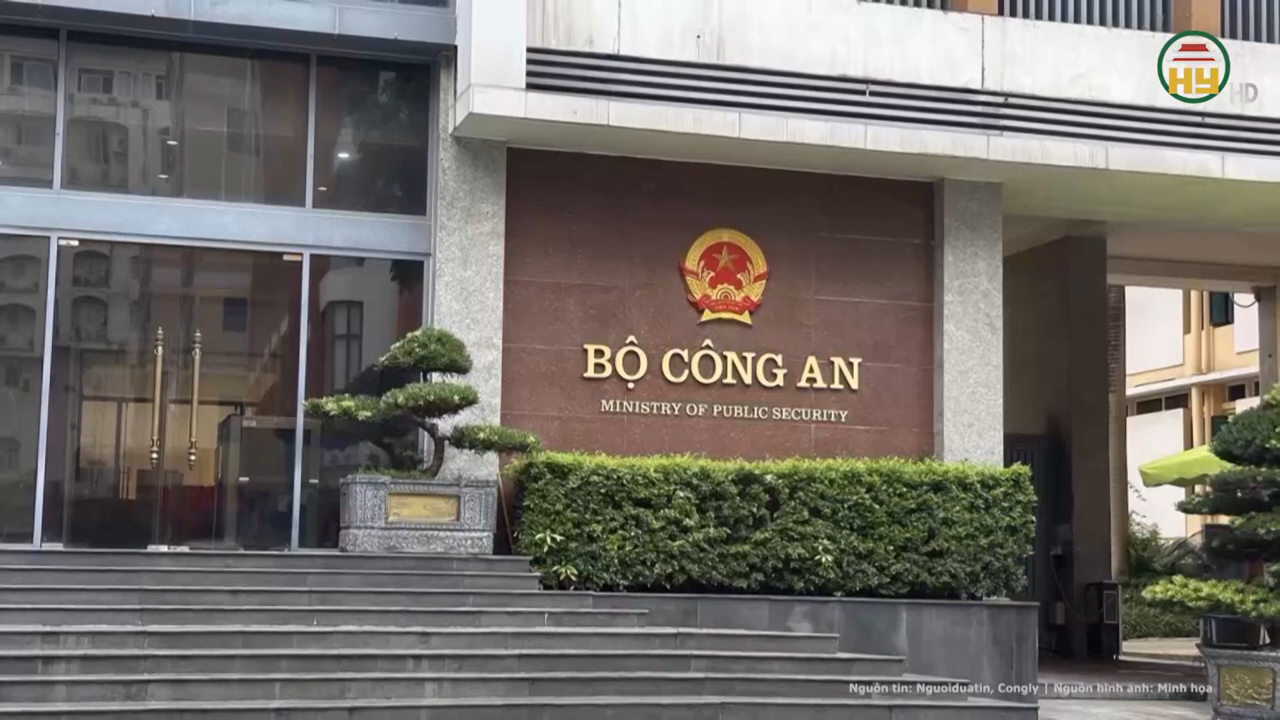 HY HD
BỘ CÔNG AN
MINISTRY OF PUBLIC SECURITY
Nguồn tin: Nguoiduatin, Congly | Nguồn hình ảnh: Minh họa